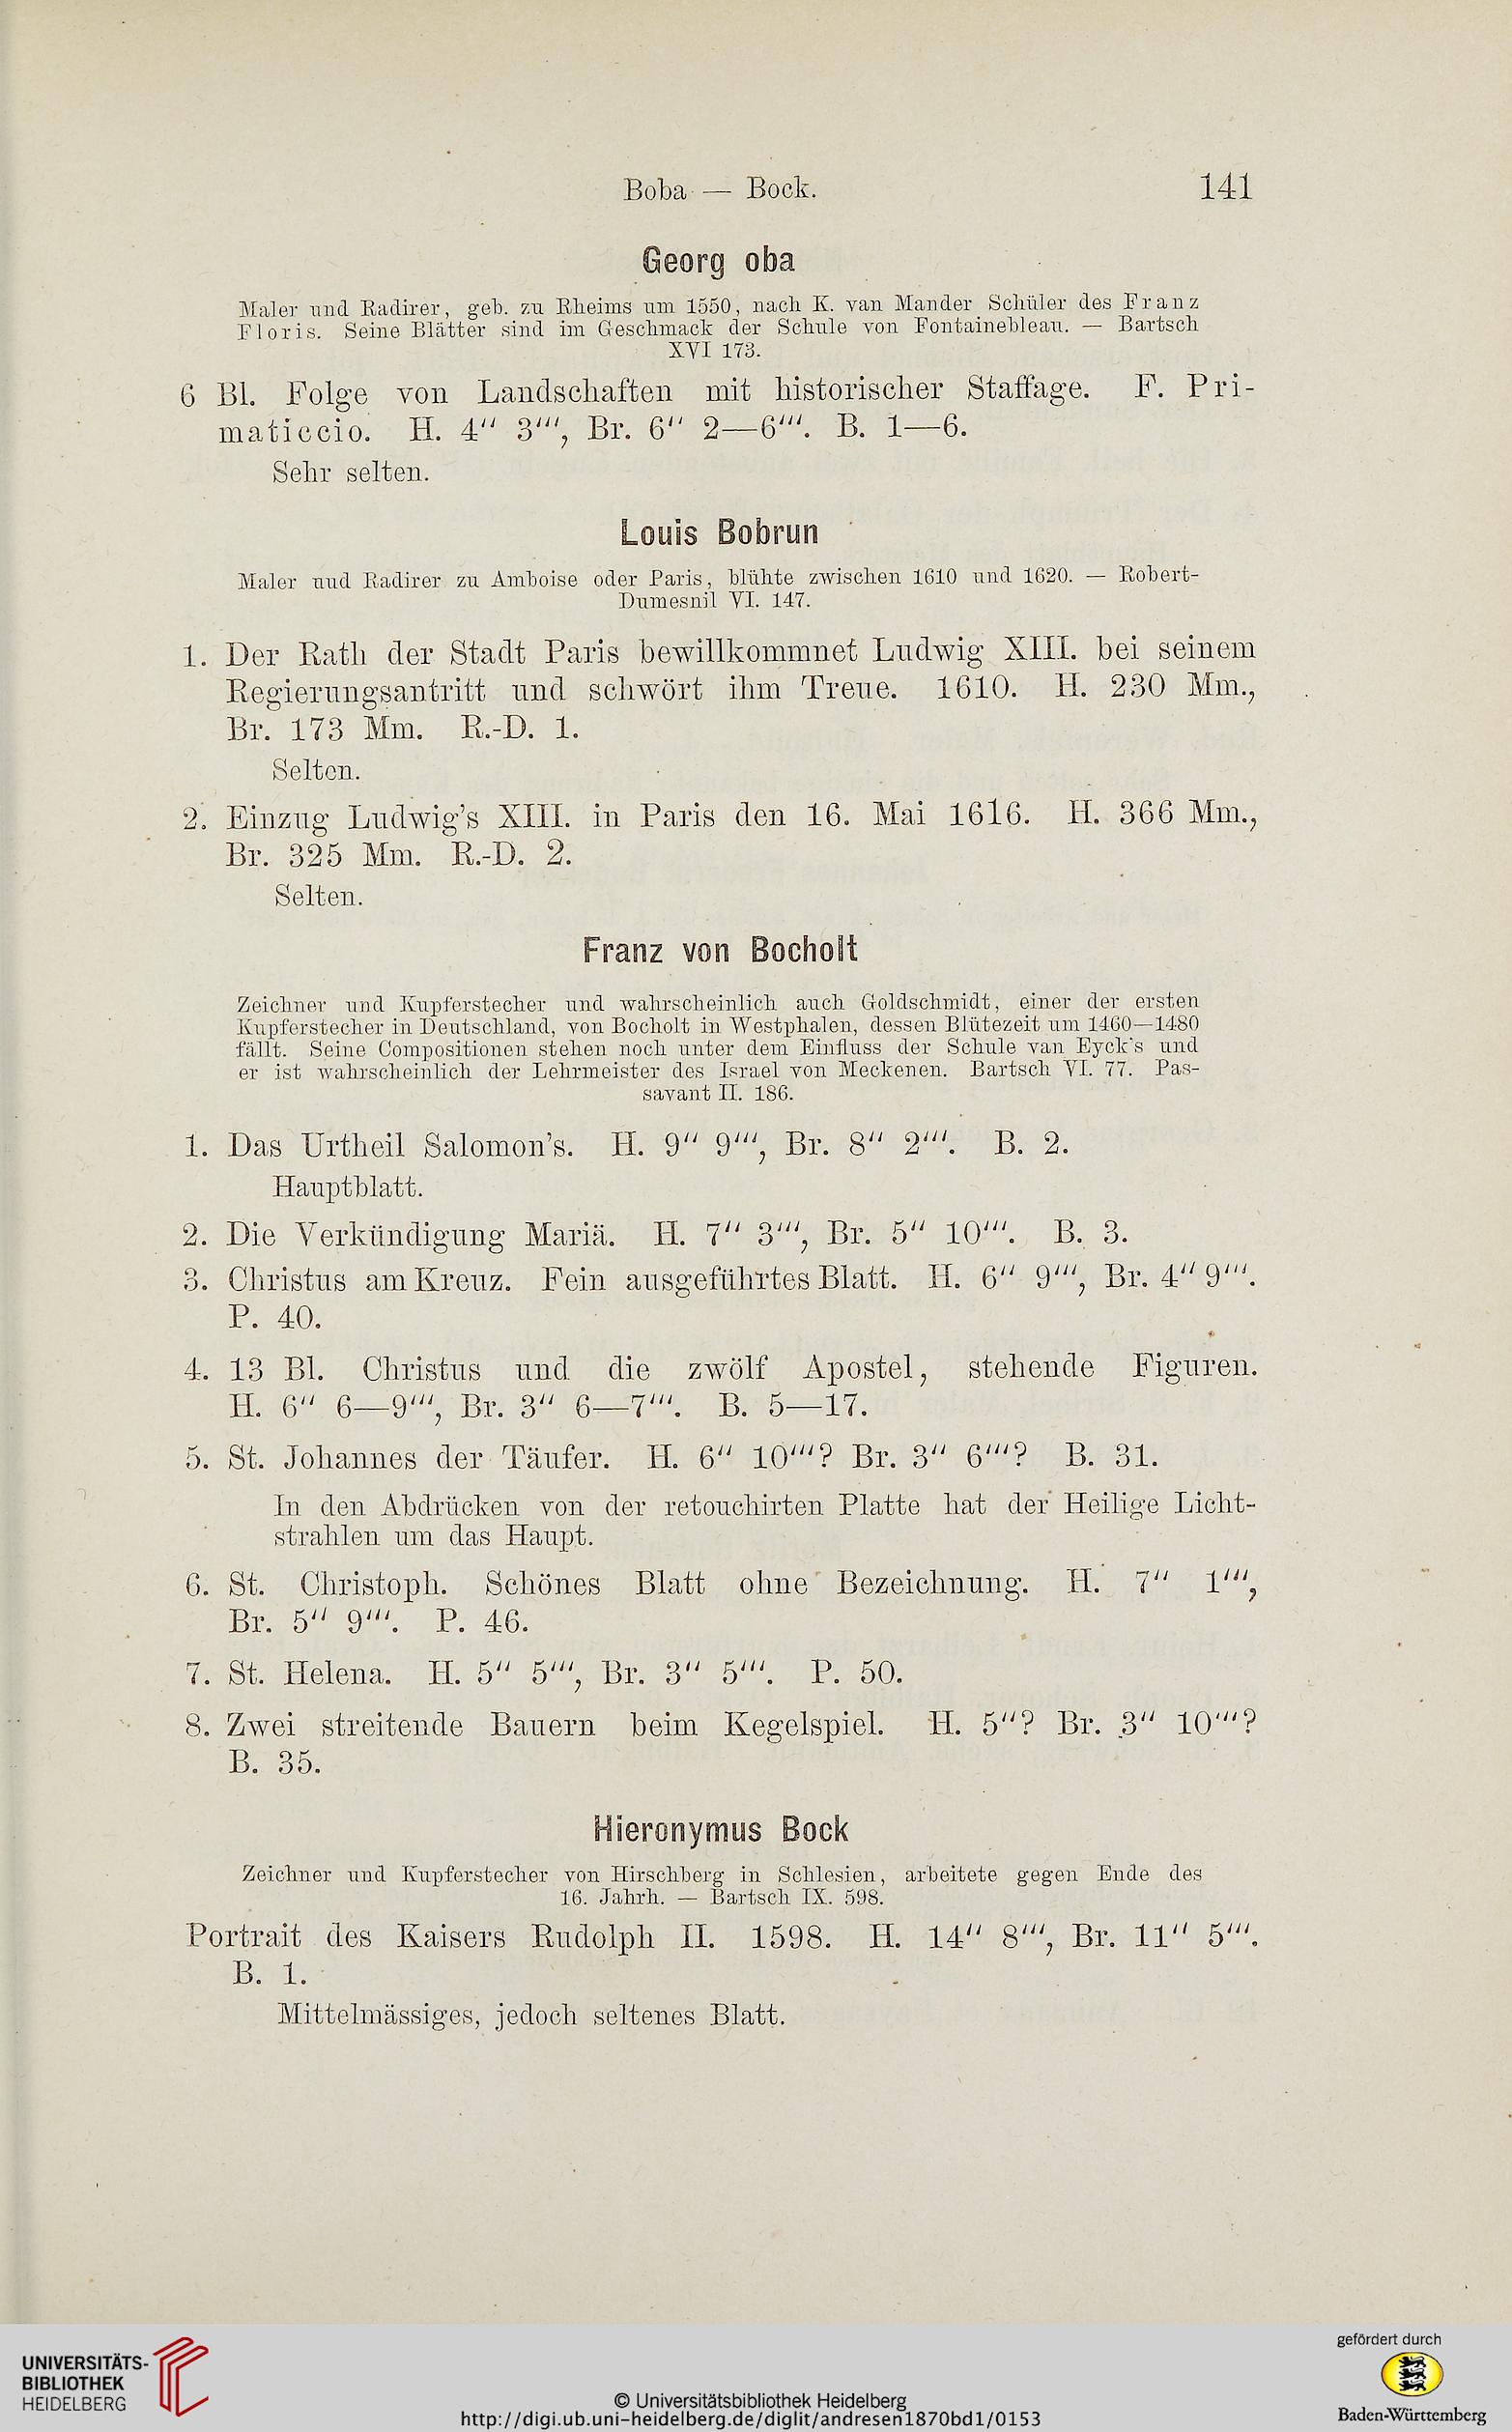 Boba — Bock. 141
Georg oba
Maler und Radirer, geb. zu Rheims um 1550, nach K. van Mander Schüler des Franz
Floris. Seine Blätter sind im Geschmack der Schule von Fontainebleau. — Bartsch
XVI 173.
6 Bl. Folge von Landschaften mit historischer Staffage. F. Pri-
maticcio. H. 4" 3''', Br. 6" 2—6'''. B. 1—6.
Sehr selten.
Louis Bobrun
Maler und Radirer zu Amboise oder Paris, blühte zwischen 1610 und 1620. — Robert-
Dumesnil VI. 147.
1. Der Rath der Stadt Paris bewillkommnet Ludwig XIII. bei seinem
Regierungsantritt und schwört ihm Treue. 1610. H. 230 Mm.,
Br. 173 Mm. R.-D. 1.
Selten.
2. Einzug Ludwig's XIII. in Paris den 16. Mai 1616. H. 366 Mm.,
Br. 325 Mm. R.-D. 2.
Selten.
Franz von Bocholt
Zeichner und Kupferstecher und wahrscheinlich auch Goldschmidt, einer der ersten
Kupferstecher in Deutschland, von Bocholt in Westphalen, dessen Blütezeit um 1460—1480
fällt. Seine Compositionen stehen noch unter dem Einfluss der Schule van Eyck's und
er ist wahrscheinlich der Lehrmeister des Israel von Meckenen. Bartsch VI. 77. Pas-
savant II. 186.
1. Das Urtheil Salomon's. H. 9" 9''', Br. 8" 2'''. B. 2.
Hauptblatt.
2. Die Verkündigung Mariä. H. 7" 3''', Br. 5" 10'''. B. 3.
3. Christus am Kreuz. Fein ausgeführtes Blatt. H. 6" 9''', Br. 4" 9'''.
P. 40.
4. 13 Bl. Christus und die zwölf Apostel, stehende Figuren.
H. 6" 6—9''', Br. 3" 6—7'''. B. 5—17.
5. St. Johannes der Täufer. H. 6" 10'''? Br. 3" 6'''? B. 31.
In den Abdrücken von der retouchirten Platte hat der Heilige Licht-
strahlen um das Haupt.
6. St. Christoph. Schönes Blatt ohne Bezeichnung. H. 7" 1''',
Br. 5" 9'''. P. 46.
7. St. Helena. H. 5" 5''', Br. 3" 5'''. P. 50.
8. Zwei streitende Bauern beim Kegelspiel. H. 5"? Br. 3" 10'''?
B. 35.
Hieronymus Bock
Zeichner und Kupferstecher von Hirschberg in Schlesien, arbeitete gegen Ende des
16. Jahrh. — Bartsch IX. 598.
Portrait des Kaisers Rudolph II. 1598. H. 14" 8''', Br. 11" 5'''.
B. 1.
Mittelmässiges, jedoch seltenes Blatt.
UNIVERSITÄTS-
BIBLIOTHEK
HEIDELBERG
© Universitätsbibliothek Heidelberg
http://digi.ub.uni-heidelberg.de/diglit/andresen1870bd1/0153
gefördert durch
Baden-Württemberg